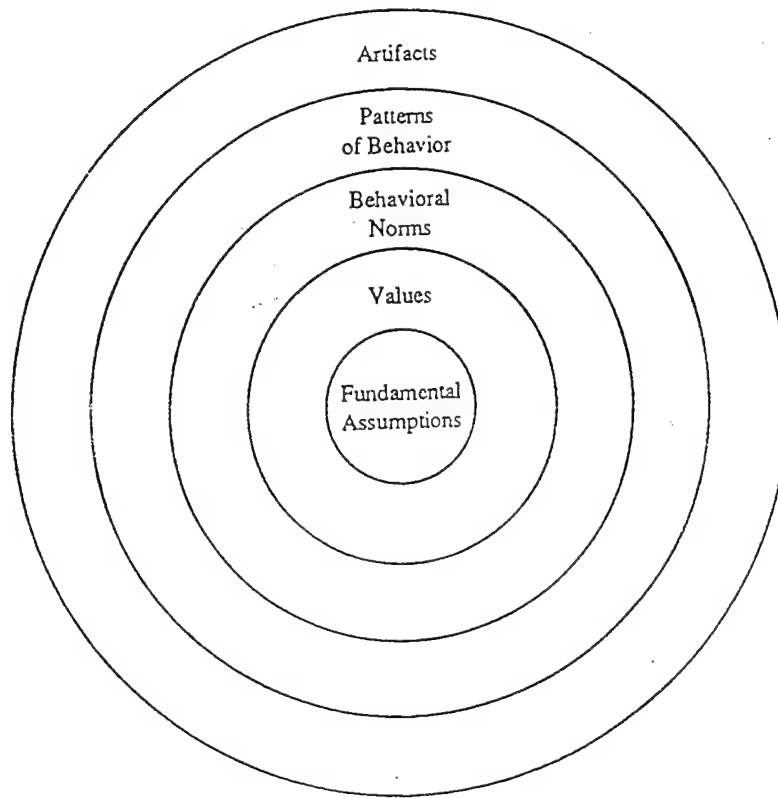 Artifacts
Patterns
of Behavior
Behavioral
Norms
Values
Fundamental
Assumptions